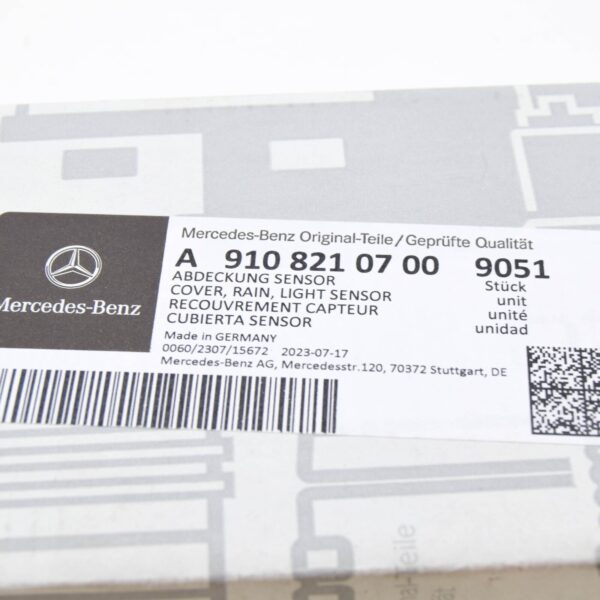 Mercedes-Benz Original-Teile/Geprüfte Qualität
A 910 821 07 00 9051
ABDECKUNG SENSOR
COVER, RAIN, LIGHT SENSOR
RECOUVREMENT CAPTEUR
CUBIERTA SENSOR
Stück
unit
unité
unidad
Mercedes-Benz
Made in GERMANY
0060/2307/15672 2023-07-17
Mercedes-Benz AG, Mercedesstr.120, 70372 Stuttgart, DE